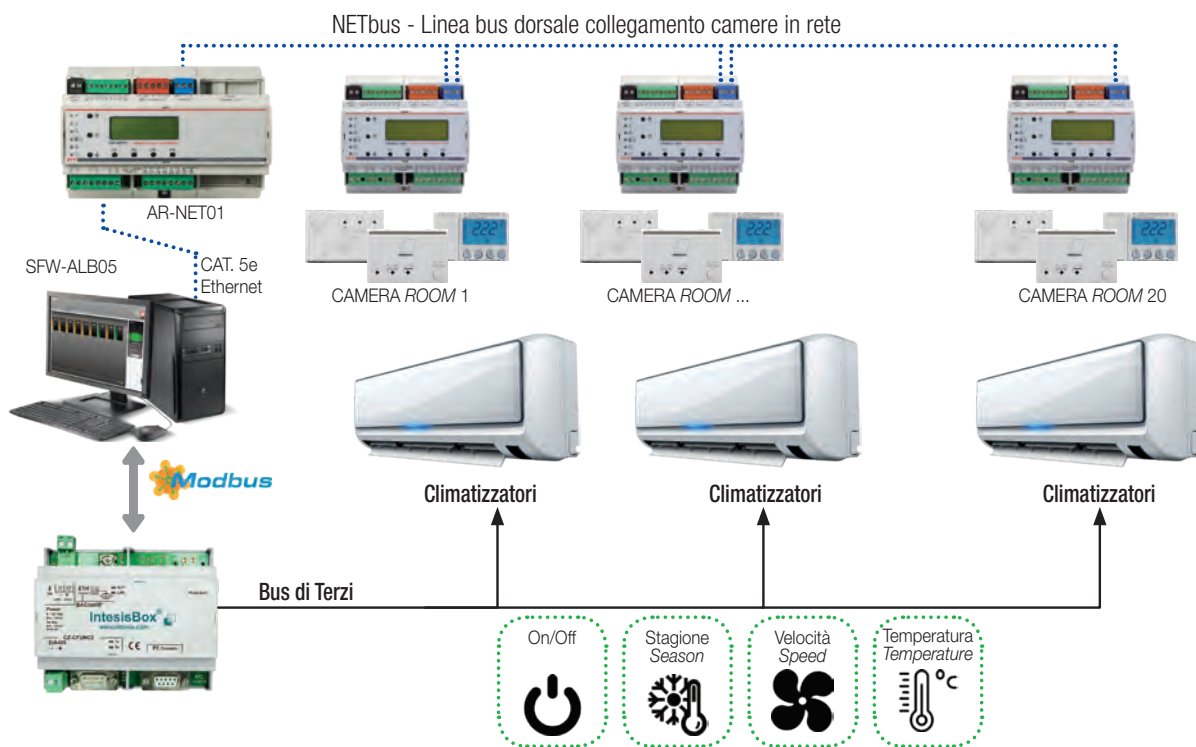 NETbus - Linea bus dorsale collegamento camere in rete
AR-NET01
SFW-ALB05
CAT. 5e
Ethernet
CAMERA ROOM 1
CAMERA ROOM ...
CAMERA ROOM 20
Modbus
Climatizzatori
Climatizzatori
Climatizzatori
IntesisBox®
Bus di Terzi
On/Off
Stagione
Season
Velocità
Speed
Temperatura
Temperature
°C